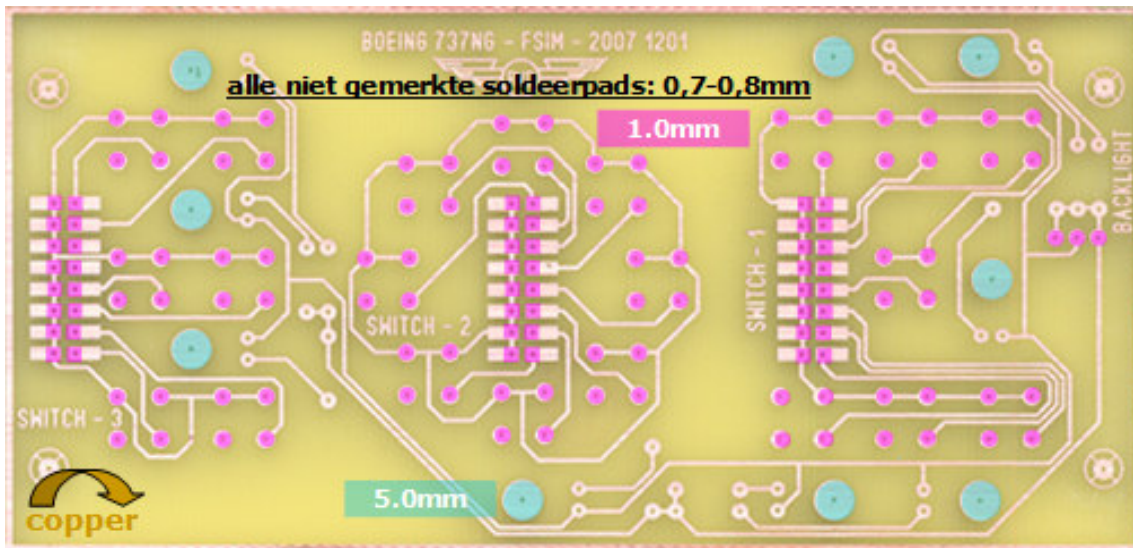 BOEING 737NG - FSIM - 2007 1201
alle niet gemerkte soldeerpads: 0,7-0,8mm
1.0mm
BACKLIGHT
SWITCH - 1
SWITCH - 2
SWITCH - 3
5.0mm
copper